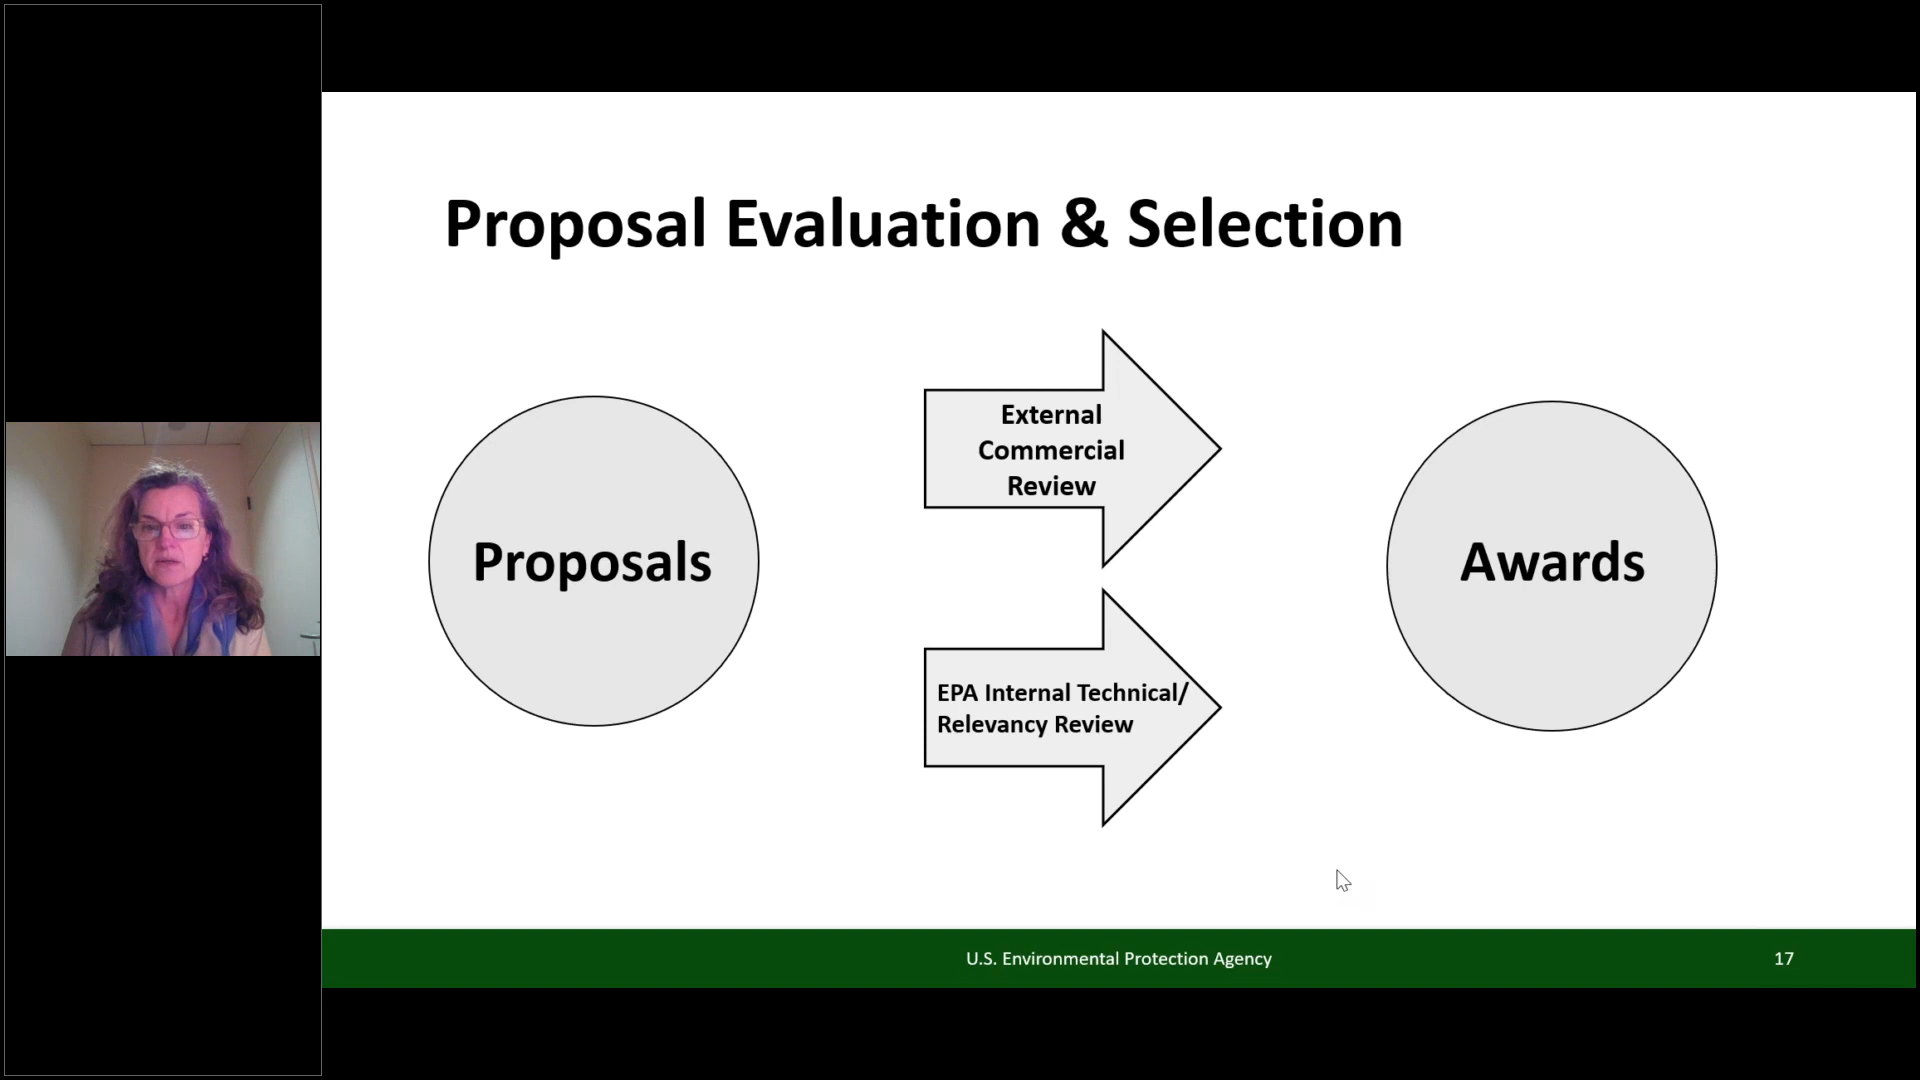 Proposal Evaluation & Selection
Proposals
External
Commercial
Review
EPA Internal Technical/
Relevancy Review
Awards
U.S. Environmental Protection Agency
17